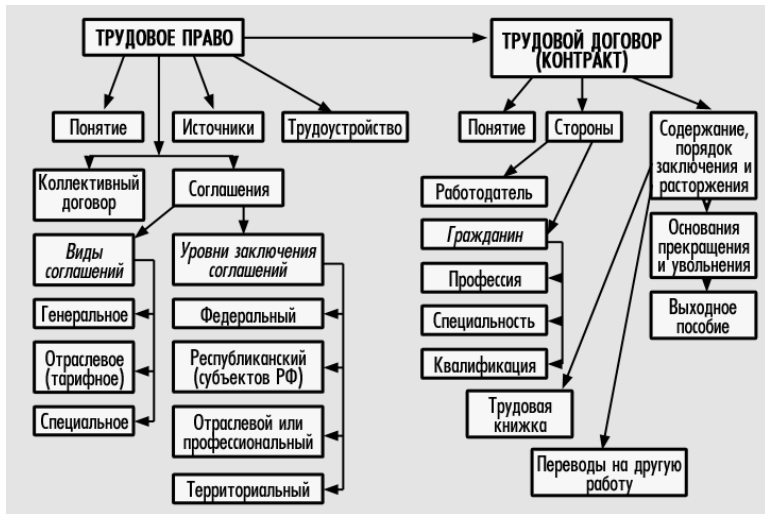 ТРУДОВОЕ ПРАВО
ТРУДОВОЙ ДОГОВОР
(КОНТРАКТ)
Понятие
Источники
Трудоустройство
Понятие
Стороны
Содержание,
порядок
заключения и
расторжения
Коллективный
договор
Соглашения
Работодатель
Виды
соглашений
Уровни заключения
соглашений
Гражданин
Основания
прекращения
и увольнения
Генеральное
Федеральный
Профессия
Специальность
Выходное
пособие
Отраслевое
(тарифное)
Республиканский
(субъектов РФ)
Квалификация
Специальное
Отраслевой или
профессиональный
Трудовая
книжка
Территориальный
Переводы на другую
работу